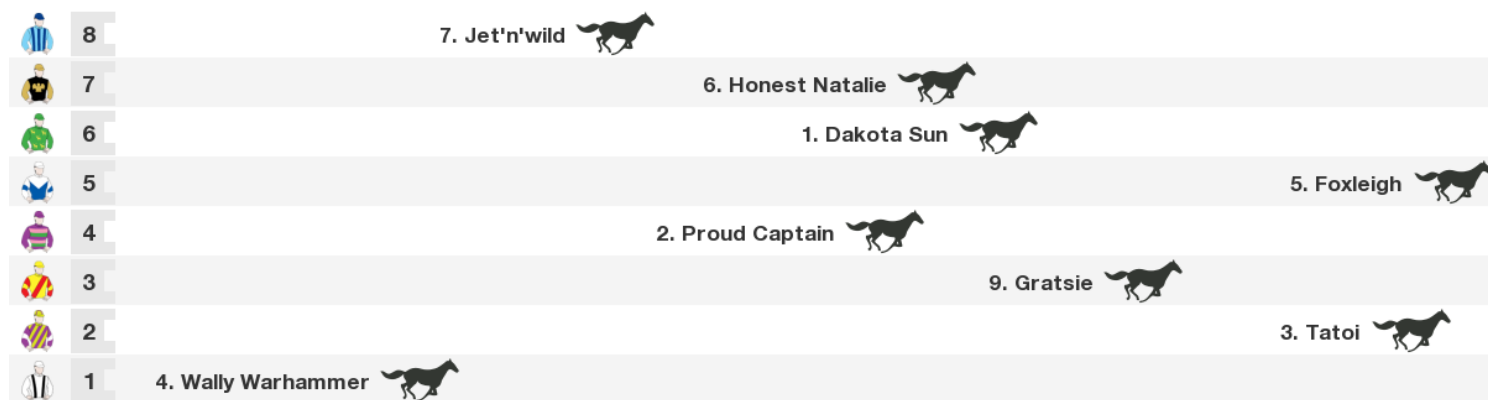 8 7. Jet'n'wild
7 6. Honest Natalie
6 1. Dakota Sun
5 5. Foxleigh
4 2. Proud Captain
3 9. Gratsie
2 3. Tatoi
1 4. Wally Warhammer